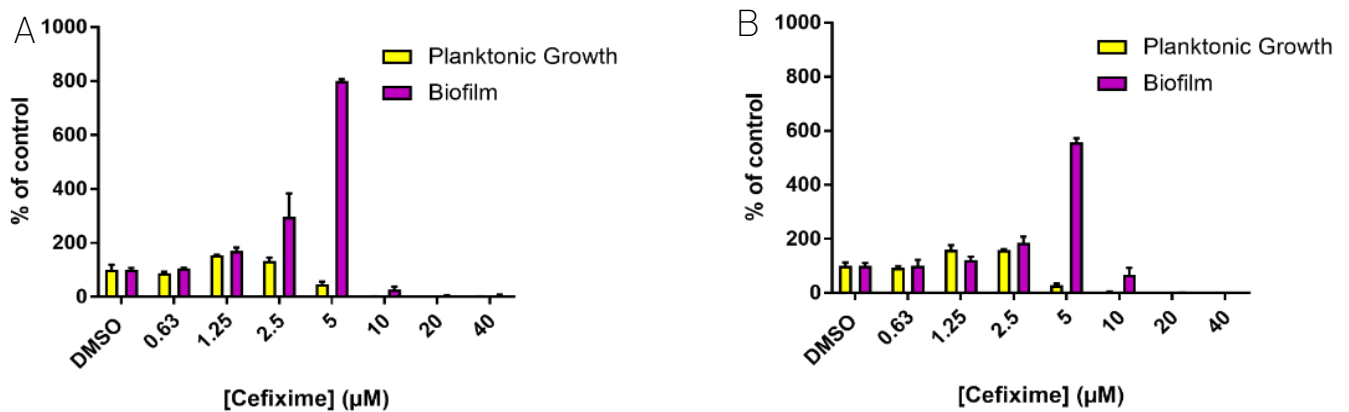 A
1000
800
600
400
200
0
% of control
Planktonic Growth
Biofilm
DMSO
0.63
1.25
2.5
5
10
20
40
[Cefixime] (µM)
B
1000
800
600
400
200
0
% of control
Planktonic Growth
Biofilm
DMSO
0.63
1.25
2.5
5
10
20
40
[Cefixime] (µM)